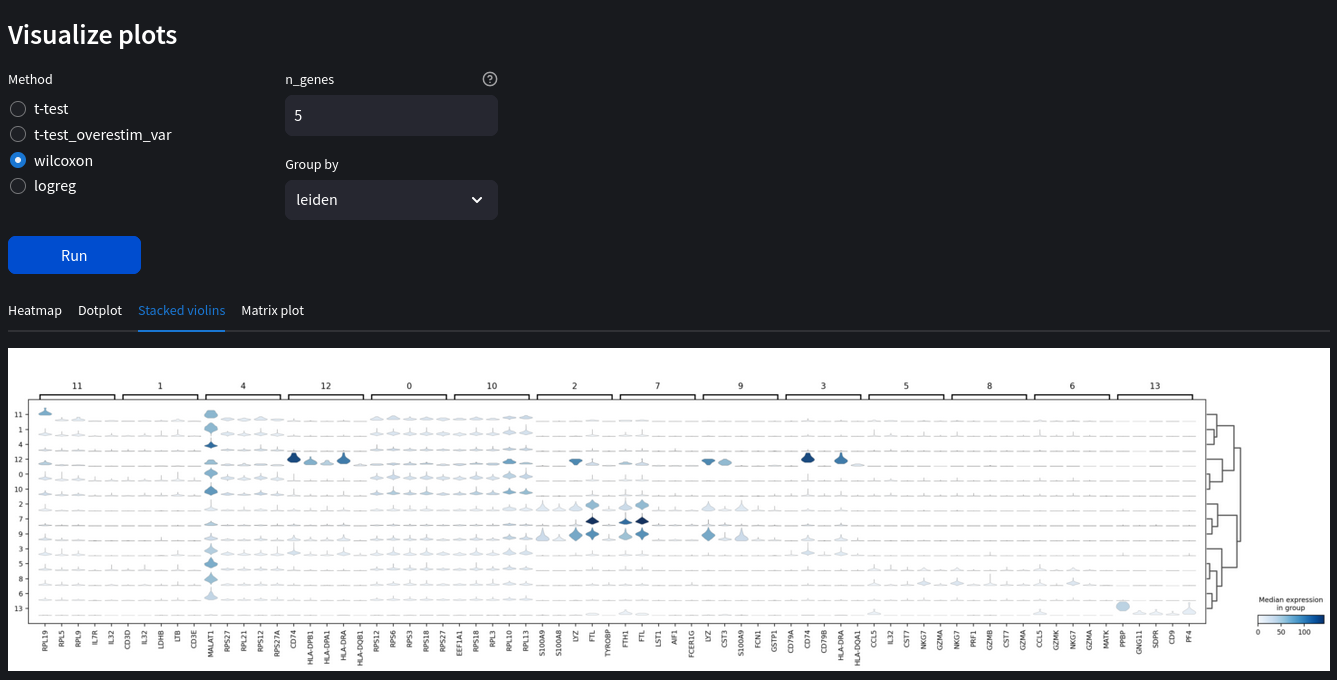 Visualize plots
Method
n_genes
t-test
5
t-test_overestim_var
wilcoxon
Group by
logreg
leiden
Run
Heatmap Dotplot Stacked violins Matrix plot
11 1 4 12 0 10 2 7 9 3 5 8 6 13
11
1
4
12
0
10
2
7
9
3
5
8
6
13
Median expression
in group
0 50 100
RPL19 RPL5 RPL9 IL7R IL32 CD3D IL32 LDHB LTB CD3E MALAT1 RPS27 RPL21 RPS12 RPS27A CD74 HLA-DPB1 HLA-DPA1 HLA-DRA HLA-DQB1 RPS12 RPS6 RPS3 RPS18 RPS27 EEF1A1 RPS18 RPL3 RPL10 RPL13 S100A9 S100A8 LYZ FTL TYROBP FTH1 FTL LST1 AIF1 FCER1G LYZ CST3 S100A9 FCN1 GSTP1 CD79A CD74 CD79B HLA-DRA HLA-DQA1 CCL5 IL32 CST7 NKG7 GZMA NKG7 PRF1 GZMB CST7 GZMA CCL5 GZMK NKG7 GZMA MATK PPBP GNG11 SDPR CD9 PF4